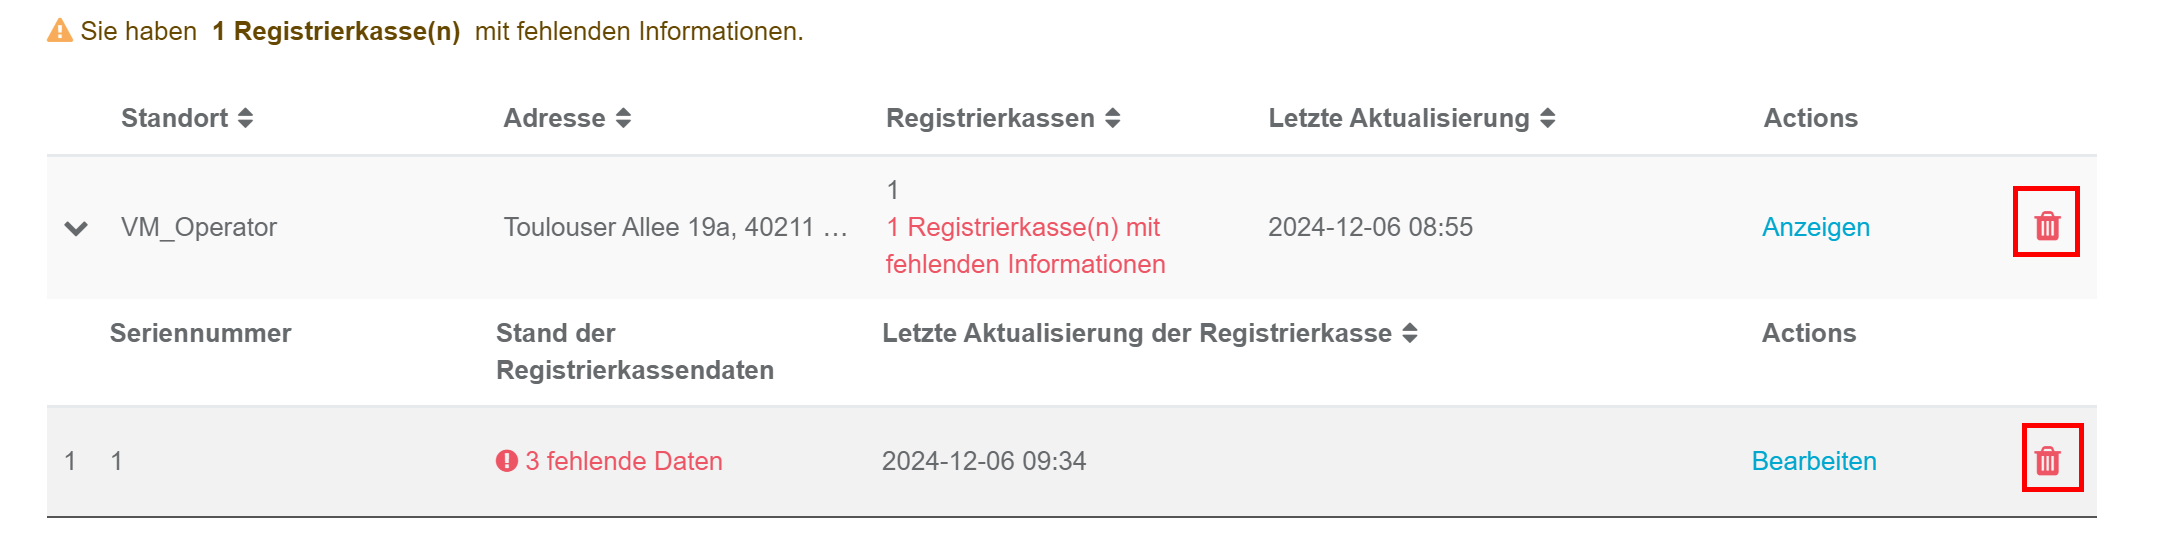 Sie haben 1 Registrierkasse(n) mit fehlenden Informationen.
Standort Adresse Registrierkassen Letzte Aktualisierung Actions
1
VM_Operator Toulouser Allee 19a, 40211 … 1 Registrierkasse(n) mit 2024-12-06 08:55 Anzeigen
fehlenden Informationen
Seriennummer Stand der Letzte Aktualisierung der Registrierkasse Actions
Registrierkassendaten
1 1 3 fehlende Daten 2024-12-06 09:34 Bearbeiten